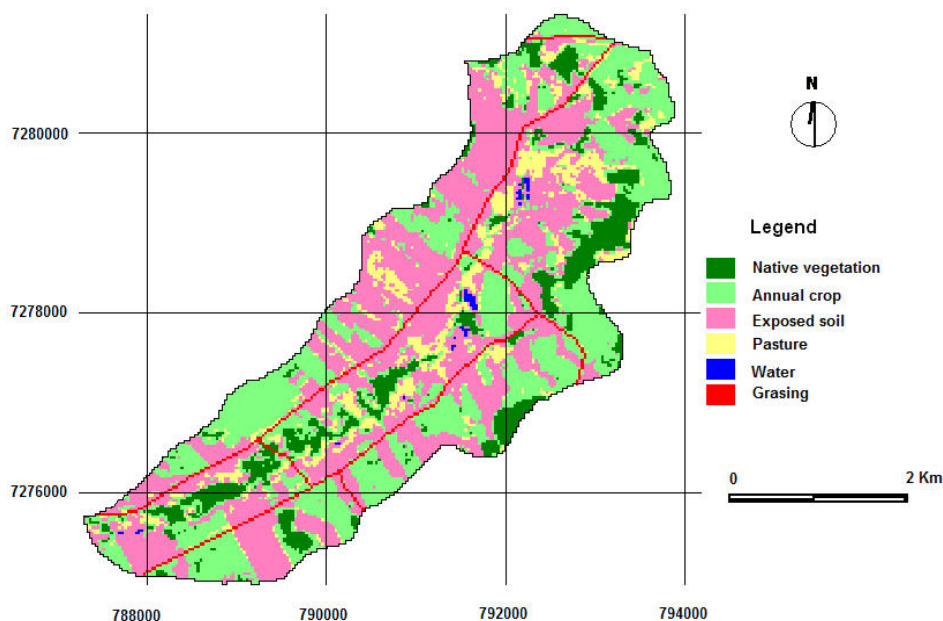 N
7280000
7278000
7276000
788000
790000
792000
794000
Legend
Native vegetation
Annual crop
Exposed soil
Pasture
Water
Grasing
0
2 Km